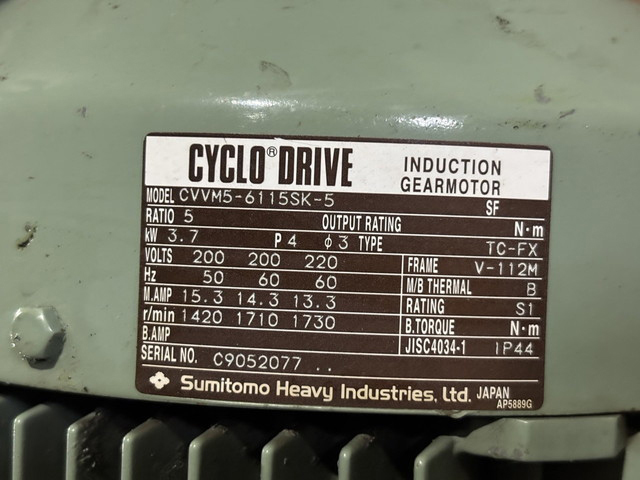 CYCLO® DRIVE INDUCTION GEARMOTOR
MODEL CVVM5-6115SK-5 SF
RATIO 5 OUTPUT RATING N·m
kW 3.7 P 4 φ 3 TYPE TC-FX
VOLTS 200 200 220 FRAME V-112M
Hz 50 60 60 M/B THERMAL B
M.AMP 15.3 14.3 13.3 RATING S1
r/min 1420 1710 1730 B.TORQUE N·m
B.AMP JISC4034-1 IP44
SERIAL NO. C9052077 ..
Sumitomo Heavy Industries, Ltd. JAPAN
AP5889G